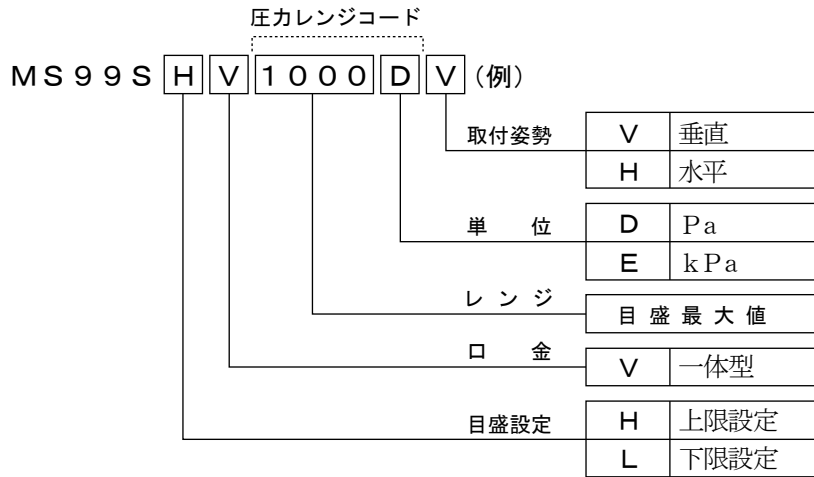 圧力レンジコード
MS99S H V 1000 D V (例)
取付姿勢 V 垂直
H 水平
単 位 D Pa
E kPa
レンジ 目盛最大値
口 金 V 一体型
目盛設定 H 上限設定
L 下限設定